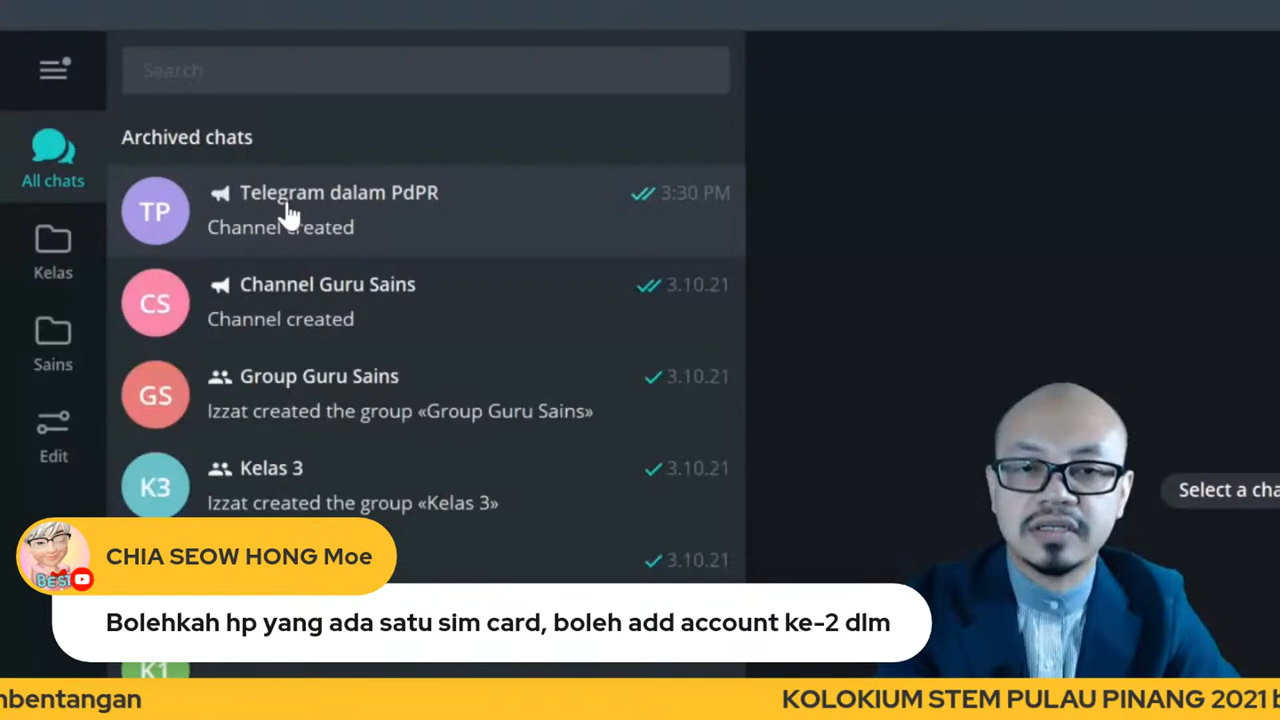 Search
Archived chats
All chats
TP
Telegram dalam PdPR
3:30 PM
Channel created
Kelas
CS
Channel Guru Sains
3.10.21
Channel created
Sains
GS
Group Guru Sains
3.10.21
Izzat created the group «Group Guru Sains»
Edit
K3
Kelas 3
3.10.21
Izzat created the group «Kelas 3»
Select a cha
3.10.21
BEST
CHIA SEOW HONG Moe
Bolehkah hp yang ada satu sim card, boleh add account ke-2 dlm
K1
mbentangan
KOLOKIUM STEM PULAU PINANG 2021 b